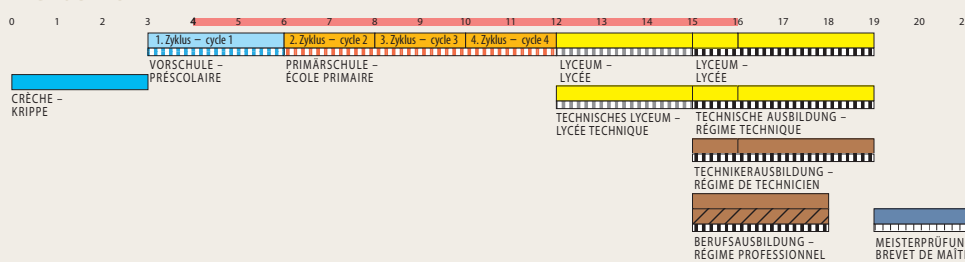 0 1 2 3 4 5 6 7 8 9 10 11 12 13 14 15 16 17 18 19 20
1. Zyklus – cycle 1 2. Zyklus – cycle 2 3. Zyklus – cycle 3 4. Zyklus – cycle 4
VORSCHULE –
PRÉSCOLAIRE
PRIMÄRSCHULE –
ÉCOLE PRIMAIRE
LYCEUM –
LYCÉE
LYCEUM –
LYCÉE
CRÈCHE –
KRIPPE
TECHNISCHES LYCEUM –
LYCÉE TECHNIQUE
TECHNISCHE AUSBILDUNG –
RÉGIME TECHNIQUE
TECHNIKERAUSBILDUNG –
RÉGIME DE TECHNICIEN
BERUFSAUSBILDUNG –
RÉGIME PROFESSIONNEL
MEISTERPRÜFUN
BREVET DE MAÎT